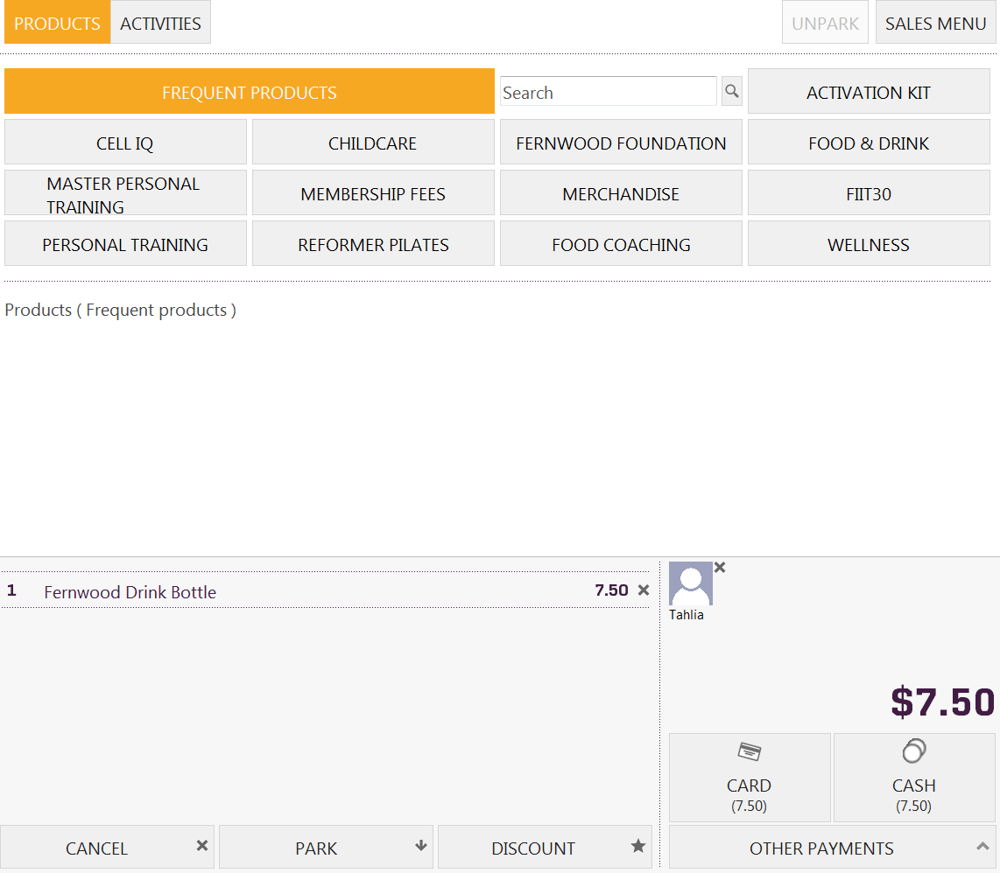 PRODUCTS ACTIVITIES UNPARK SALES MENU
FREQUENT PRODUCTS Search ACTIVATION KIT
CELL IQ CHILDCARE FERNWOOD FOUNDATION FOOD & DRINK
MASTER PERSONAL
TRAINING
MEMBERSHIP FEES MERCHANDISE FIIT30
PERSONAL TRAINING REFORMER PILATES FOOD COACHING WELLNESS
Products ( Frequent products )
1 Fernwood Drink Bottle 7.50
Tahlia
$7.50
CARD
(7.50)
CASH
(7.50)
CANCEL PARK DISCOUNT OTHER PAYMENTS